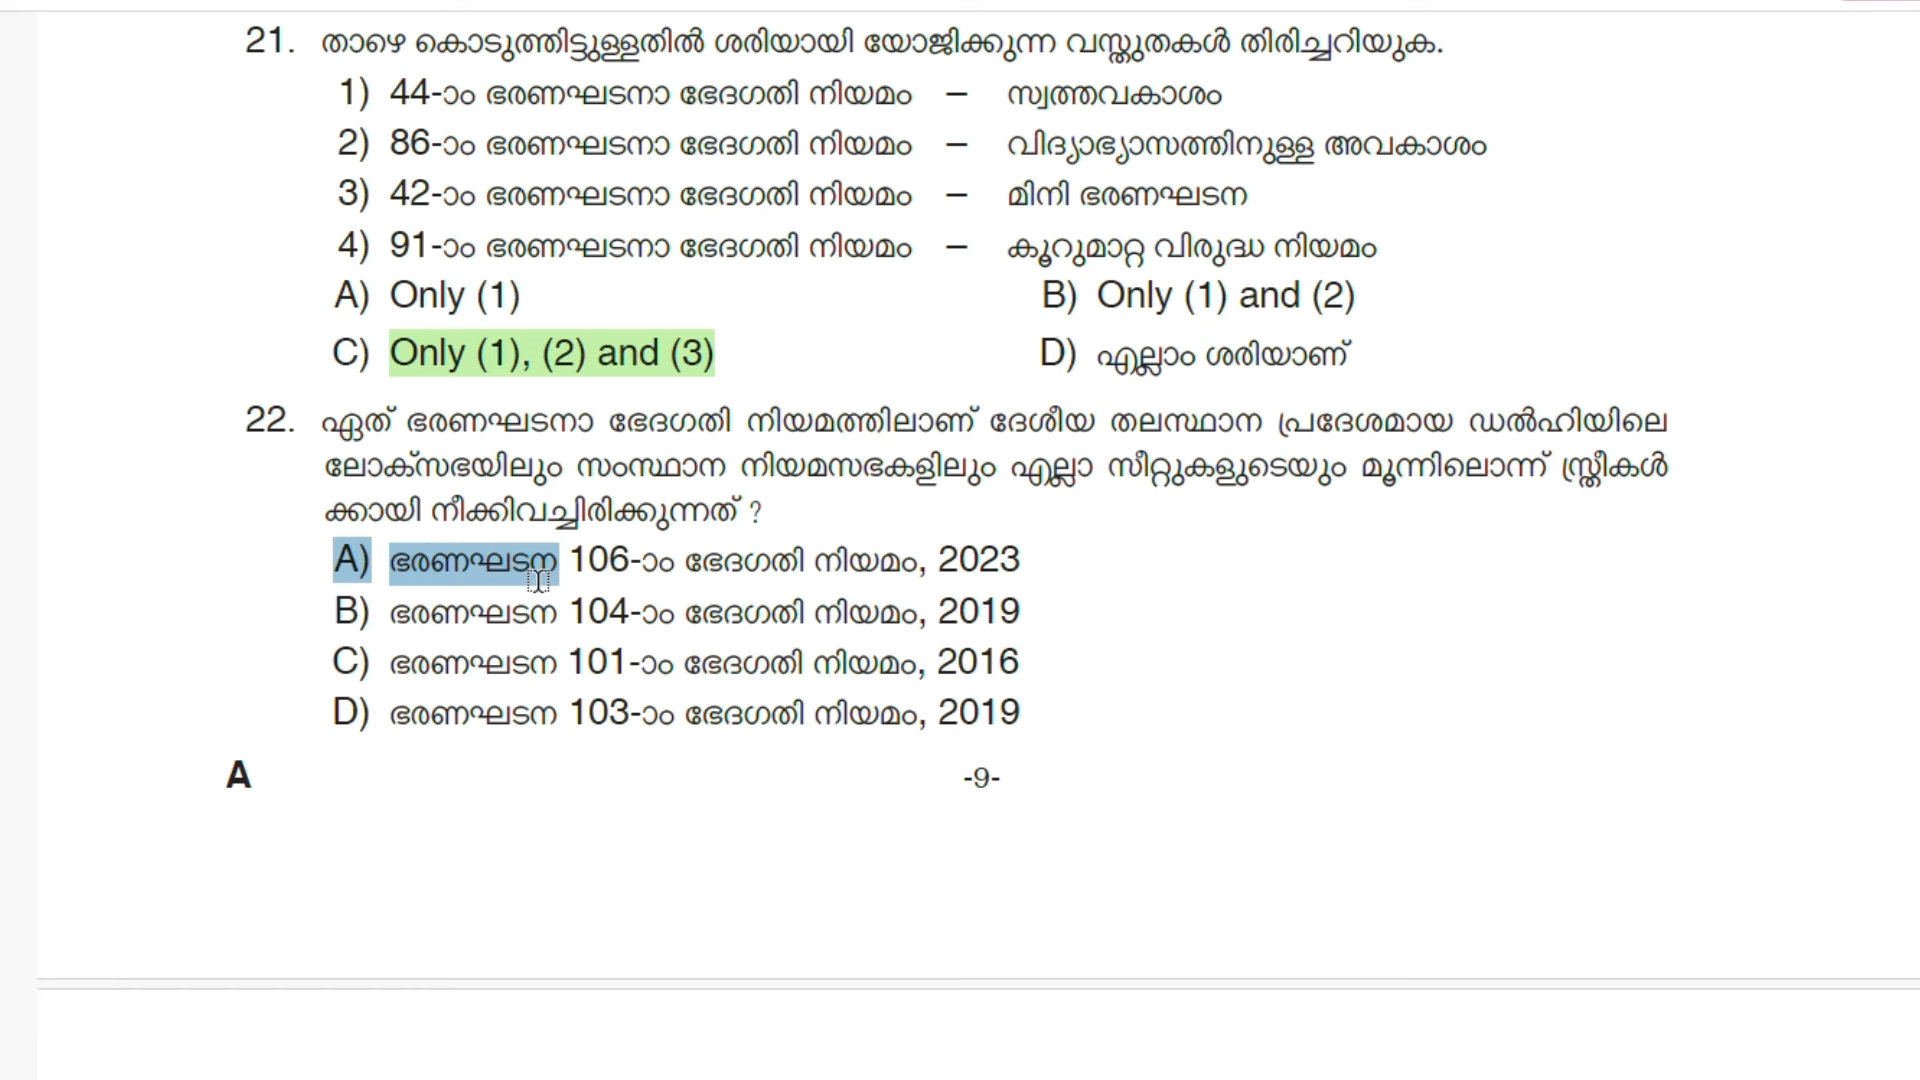 21. താഴെ കൊടുത്തിട്ടുള്ളതിൽ ശരിയായി യോജിക്കുന്ന വസ്തുതകൾ തിരിച്ചറിയുക.
1) 44-ാം ഭരണഘടനാ ഭേദഗതി നിയമം – സ്വത്തവകാശം
2) 86-ാം ഭരണഘടനാ ഭേദഗതി നിയമം – വിദ്യാഭ്യാസത്തിനുള്ള അവകാശം
3) 42-ാം ഭരണഘടനാ ഭേദഗതി നിയമം – മിനി ഭരണഘടന
4) 91-ാം ഭരണഘടനാ ഭേദഗതി നിയമം – കൂറുമാറ്റ വിരുദ്ധ നിയമം
A) Only (1) B) Only (1) and (2)
C) Only (1), (2) and (3) D) എല്ലാം ശരിയാണ്
22. ഏത് ഭരണഘടനാ ഭേദഗതി നിയമത്തിലാണ് ദേശീയ തലസ്ഥാന പ്രദേശമായ ഡൽഹിയിലെ
ലോക്സഭയിലും സംസ്ഥാന നിയമസഭകളിലും എല്ലാ സീറ്റുകളുടെയും മൂന്നിലൊന്ന് സ്ത്രീകൾ
ക്കായി നീക്കിവച്ചിരിക്കുന്നത് ?
A) ഭരണഘടന 106-ാം ഭേദഗതി നിയമം, 2023
B) ഭരണഘടന 104-ാം ഭേദഗതി നിയമം, 2019
C) ഭരണഘടന 101-ാം ഭേദഗതി നിയമം, 2016
D) ഭരണഘടന 103-ാം ഭേദഗതി നിയമം, 2019
A -9-